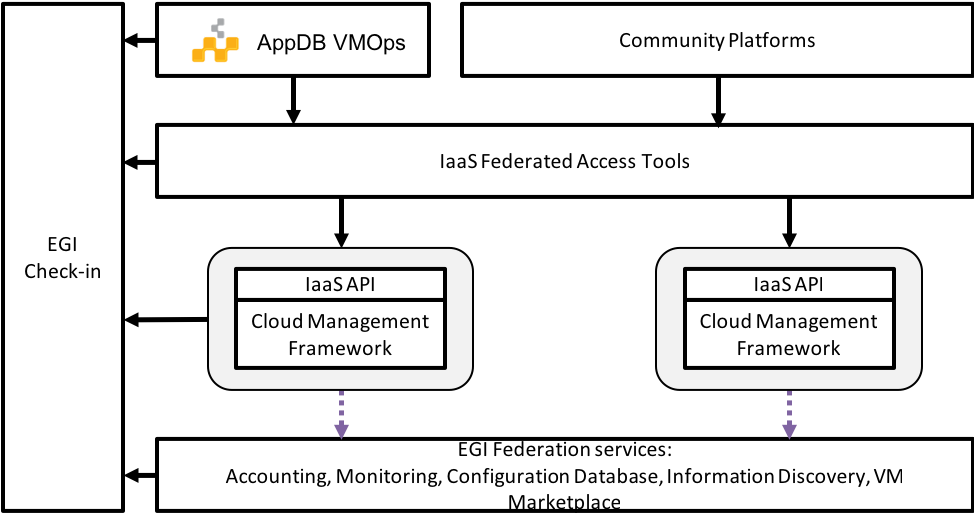 AppDB VMOps
Community Platforms
IaaS Federated Access Tools
EGI
Check-in
IaaS API
Cloud Management
Framework
IaaS API
Cloud Management
Framework
EGI Federation services:
Accounting, Monitoring, Configuration Database, Information Discovery, VM
Marketplace